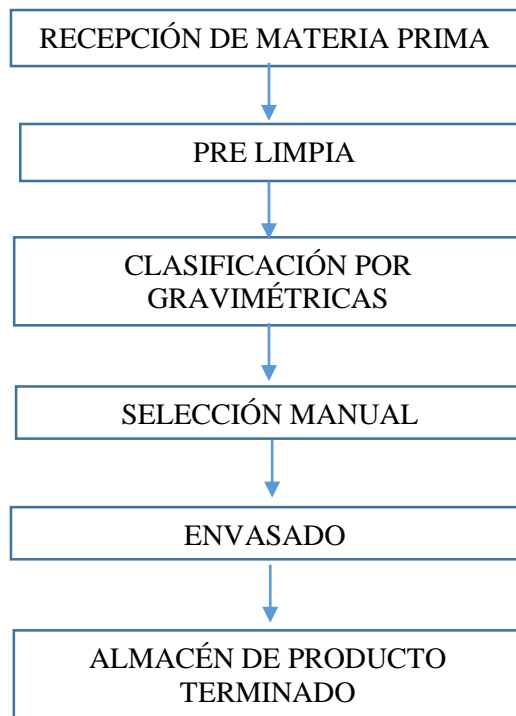 RECEPCIÓN DE MATERIA PRIMA
PRE LIMPIA
CLASIFICACIÓN POR
GRAVIMÉTRICAS
SELECCIÓN MANUAL
ENVASADO
ALMACÉN DE PRODUCTO
TERMINADO